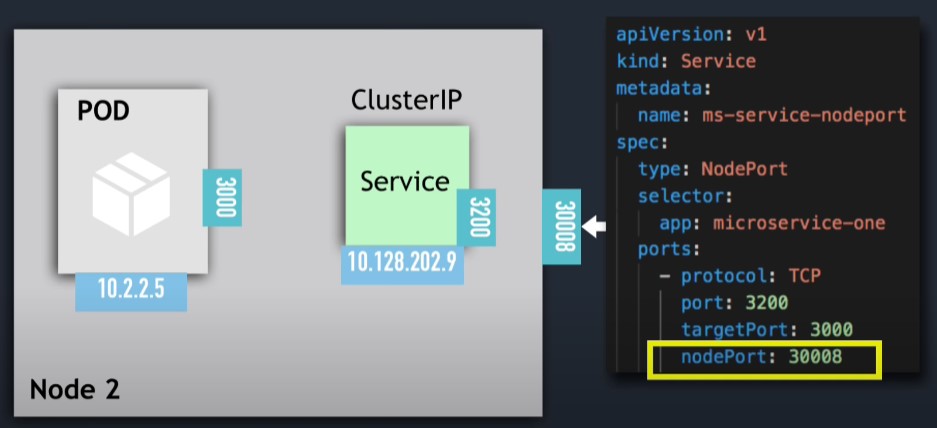 POD
3000
10.2.2.5
ClusterIP
Service
3200
10.128.202.9
30008
Node 2
apiVersion: v1
kind: Service
metadata:
  name: ms-service-nodeport
spec:
  type: NodePort
  selector:
    app: microservice-one
  ports:
    - protocol: TCP
      port: 3200
      targetPort: 3000
      nodePort: 30008